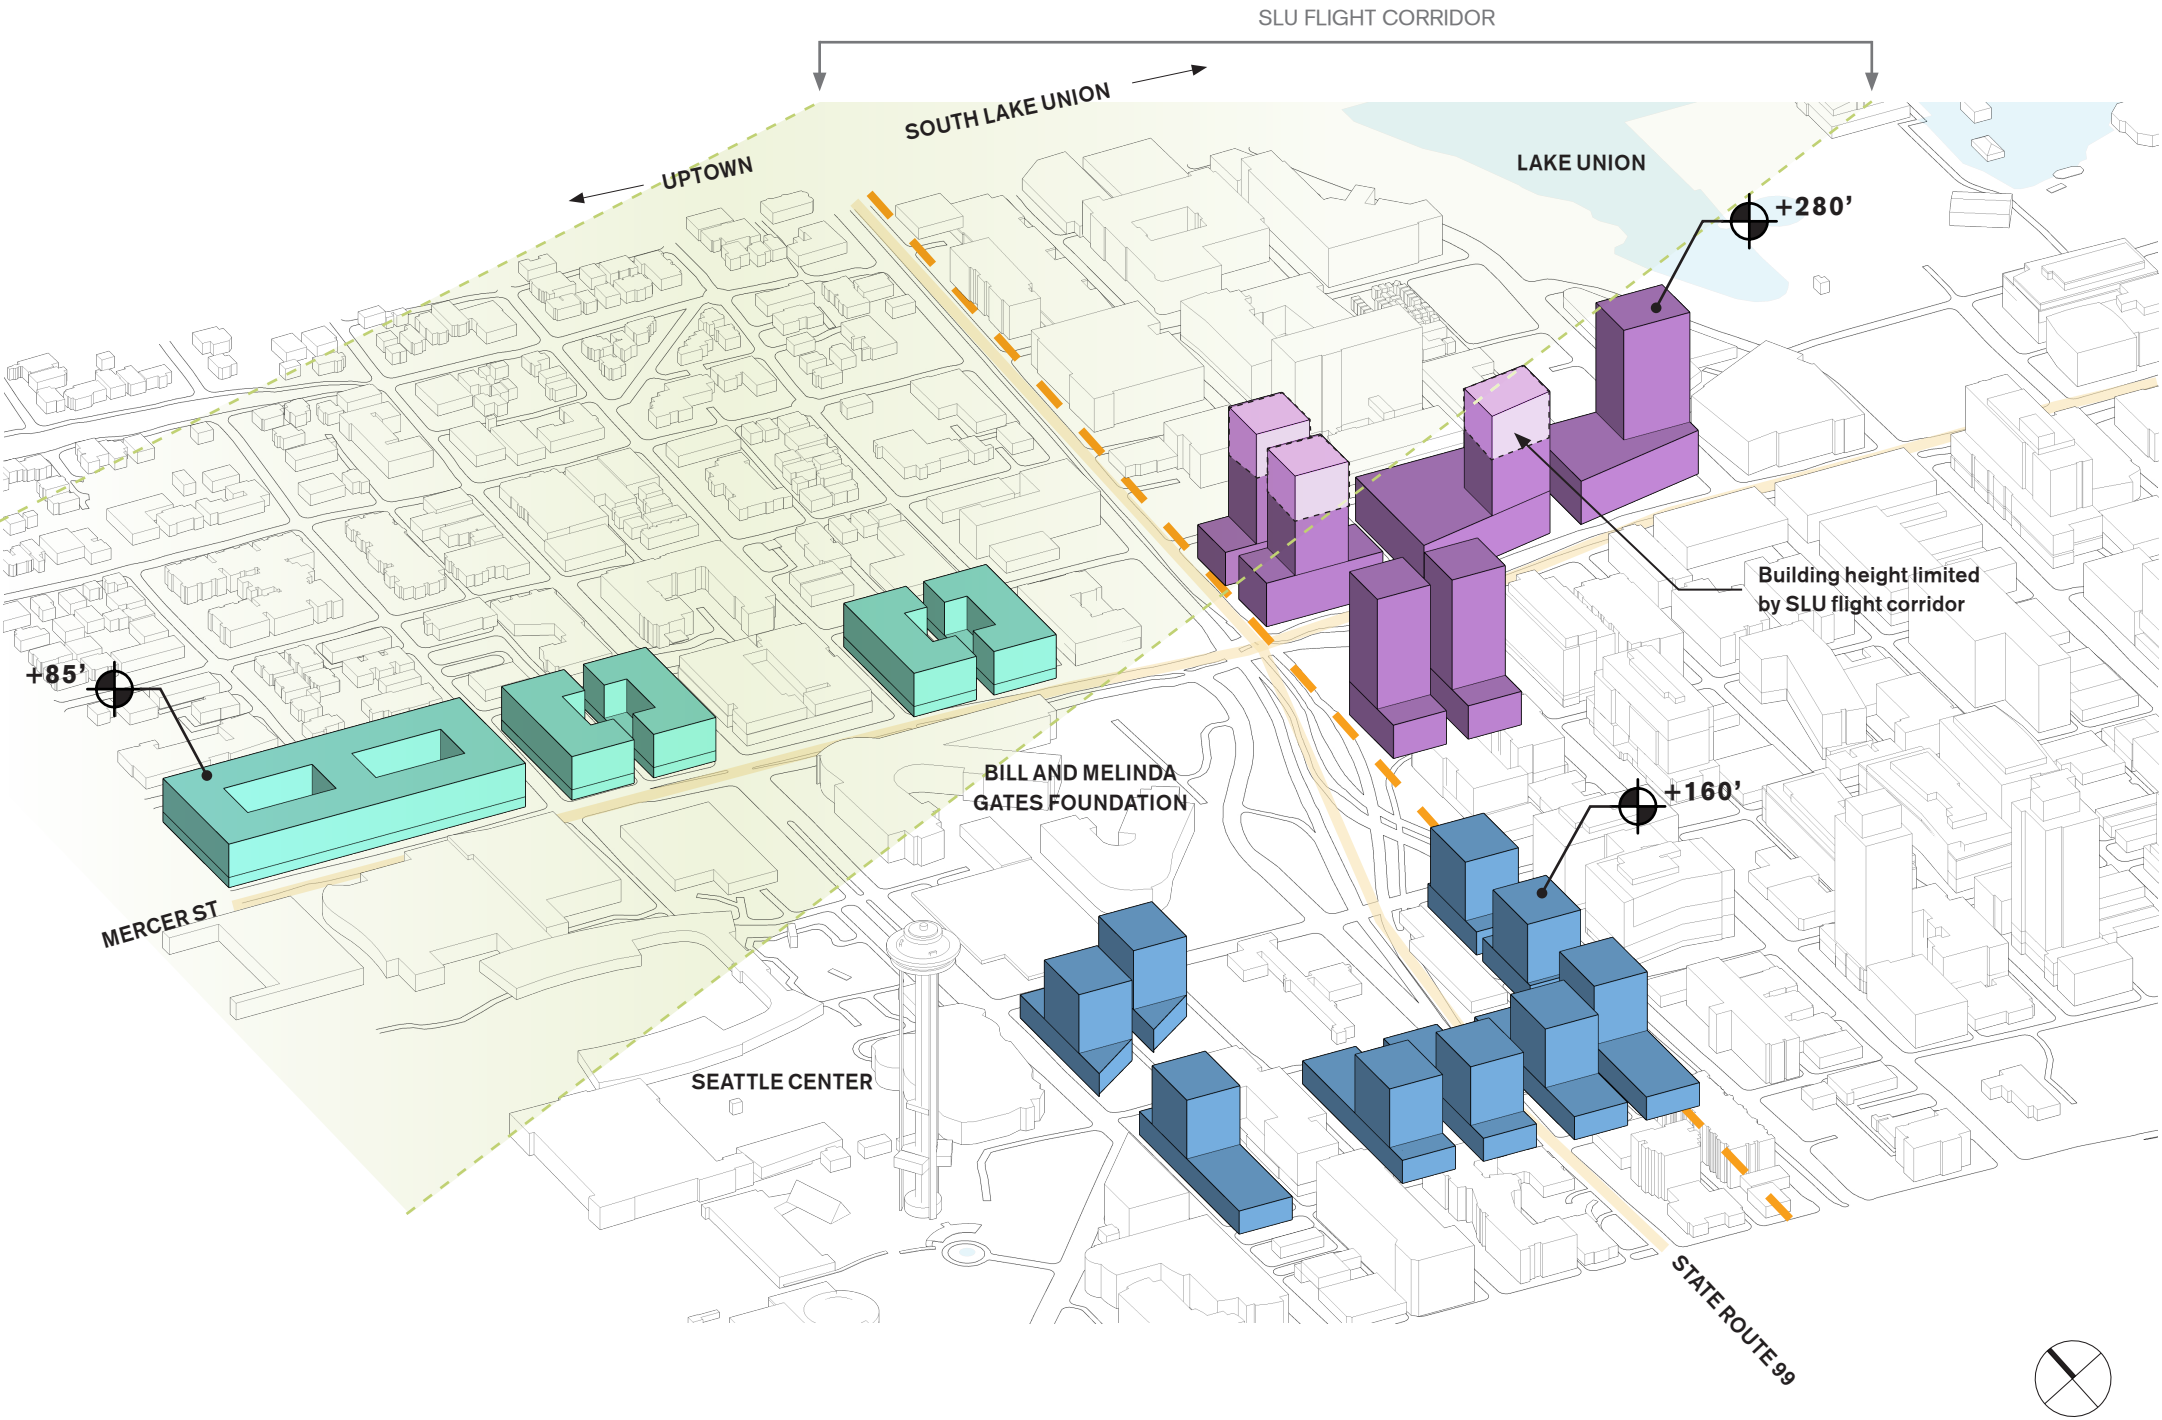 SLU FLIGHT CORRIDOR
SOUTH LAKE UNION
UPTOWN
LAKE UNION
+280’
Building height limited
by SLU flight corridor
+85’
BILL AND MELINDA
GATES FOUNDATION
+160’
MERCER ST
SEATTLE CENTER
STATE ROUTE 99